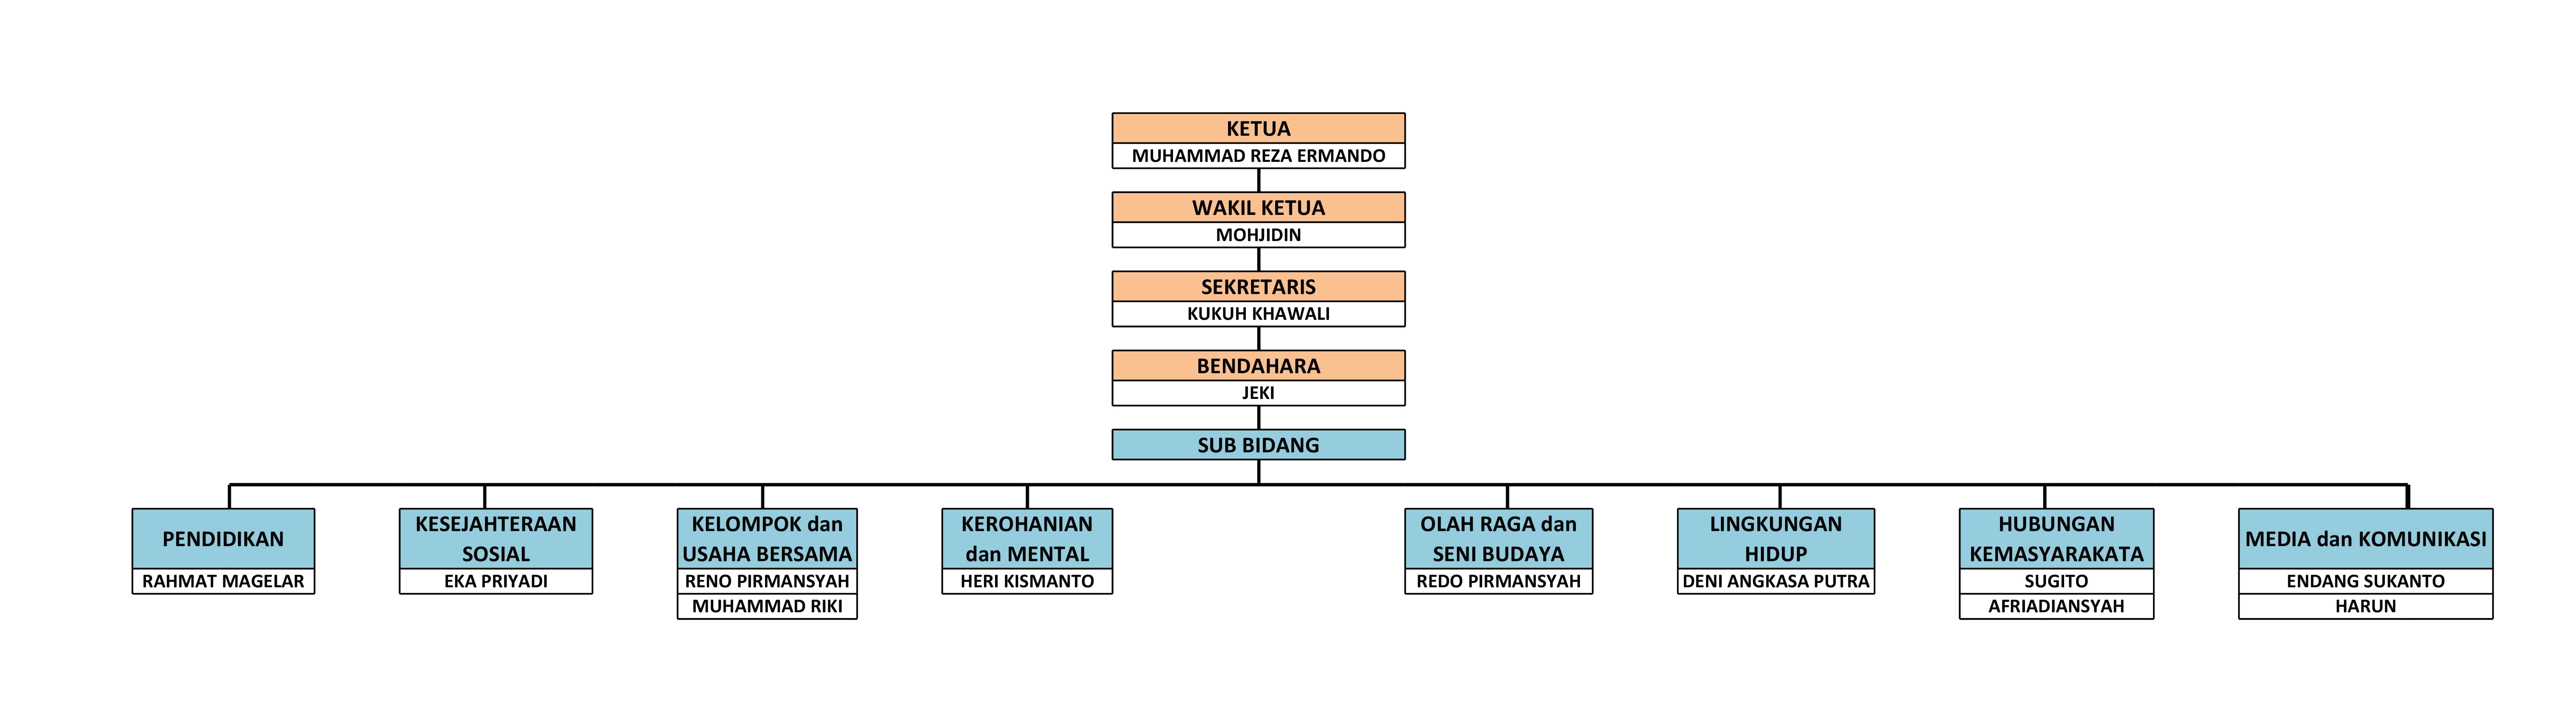 KETUA
MUHAMMAD REZA ERMANDO
WAKIL KETUA
MOHJIDIN
SEKRETARIS
KUKUH KHAWALI
BENDAHARA
JEKI
SUB BIDANG
PENDIDIKAN
RAHMAT MAGELAR
KESEJAHTERAAN
SOSIAL
EKA PRIYADI
KELOMPOK dan
USAHA BERSAMA
RENO PIRMANSYAH
MUHAMMAD RIKI
KEROHANIAN
dan MENTAL
HERI KISMANTO
OLAH RAGA dan
SENI BUDAYA
REDO PIRMANSYAH
LINGKUNGAN
HIDUP
DENI ANGKASA PUTRA
HUBUNGAN
KEMASYARAKATA
SUGITO
AFRIADIANSYAH
MEDIA dan KOMUNIKASI
ENDANG SUKANTO
HARUN